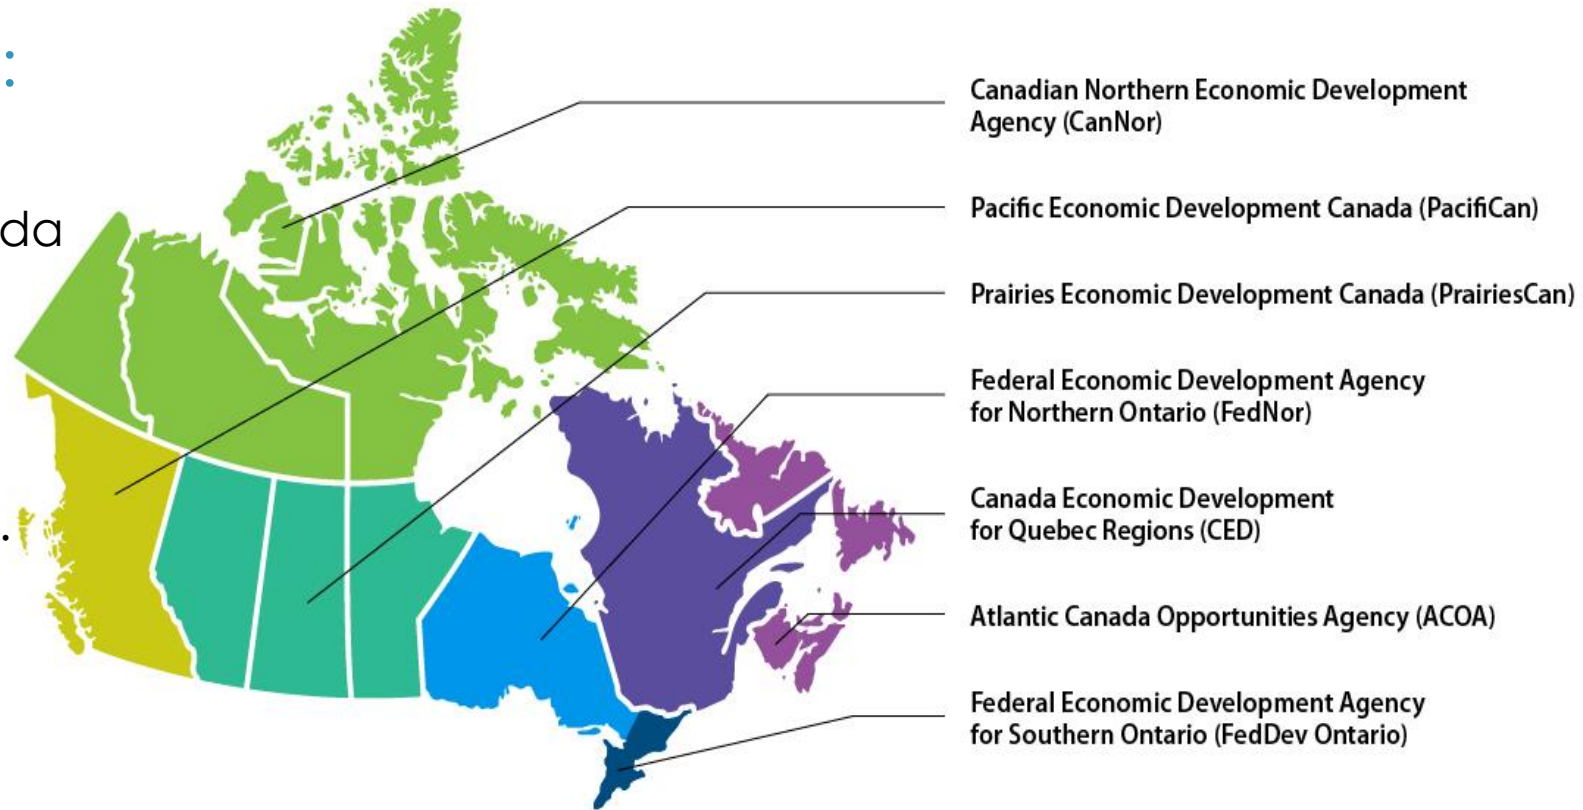 :
da
.
Canadian Northern Economic Development
Agency (CanNor)
Pacific Economic Development Canada (PacifiCan)
Prairies Economic Development Canada (PrairiesCan)
Federal Economic Development Agency
for Northern Ontario (FedNor)
Canada Economic Development
for Quebec Regions (CED)
Atlantic Canada Opportunities Agency (ACOA)
Federal Economic Development Agency
for Southern Ontario (FedDev Ontario)